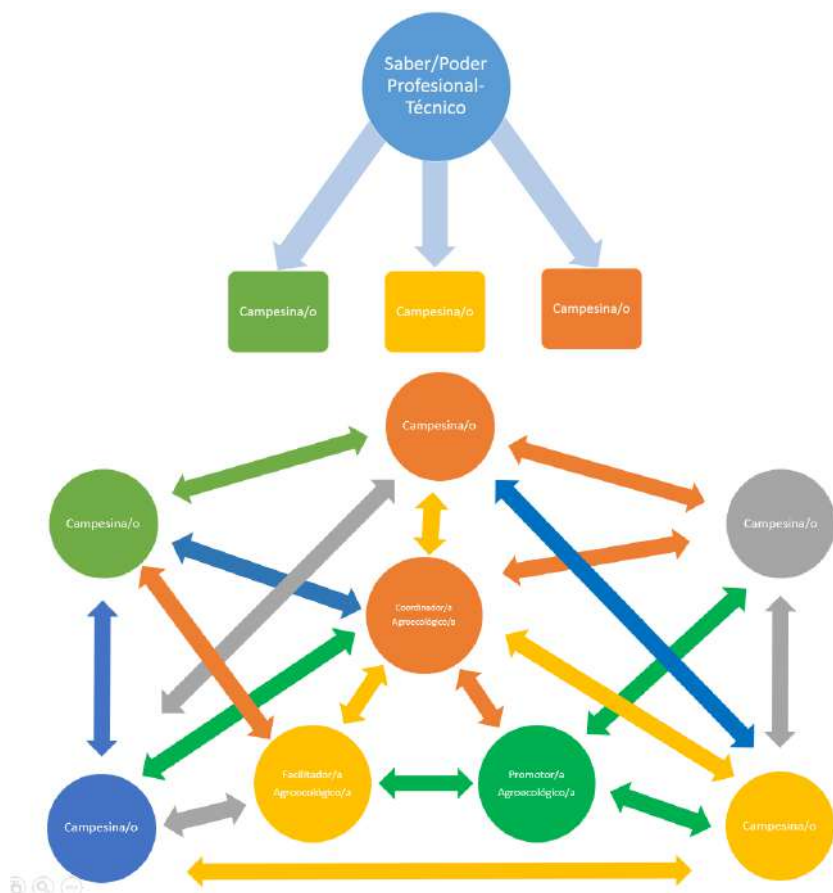 Saber/Poder
Profesional-
Técnico
Campesina/o
Campesina/o
Campesina/o
Campesina/o
Campesina/o
Campesina/o
Coordinador/a
Agroecológico/a
Facilitador/a
Agroecológico/a
Promotor/a
Agroecológico/a
Campesina/o
Campesina/o